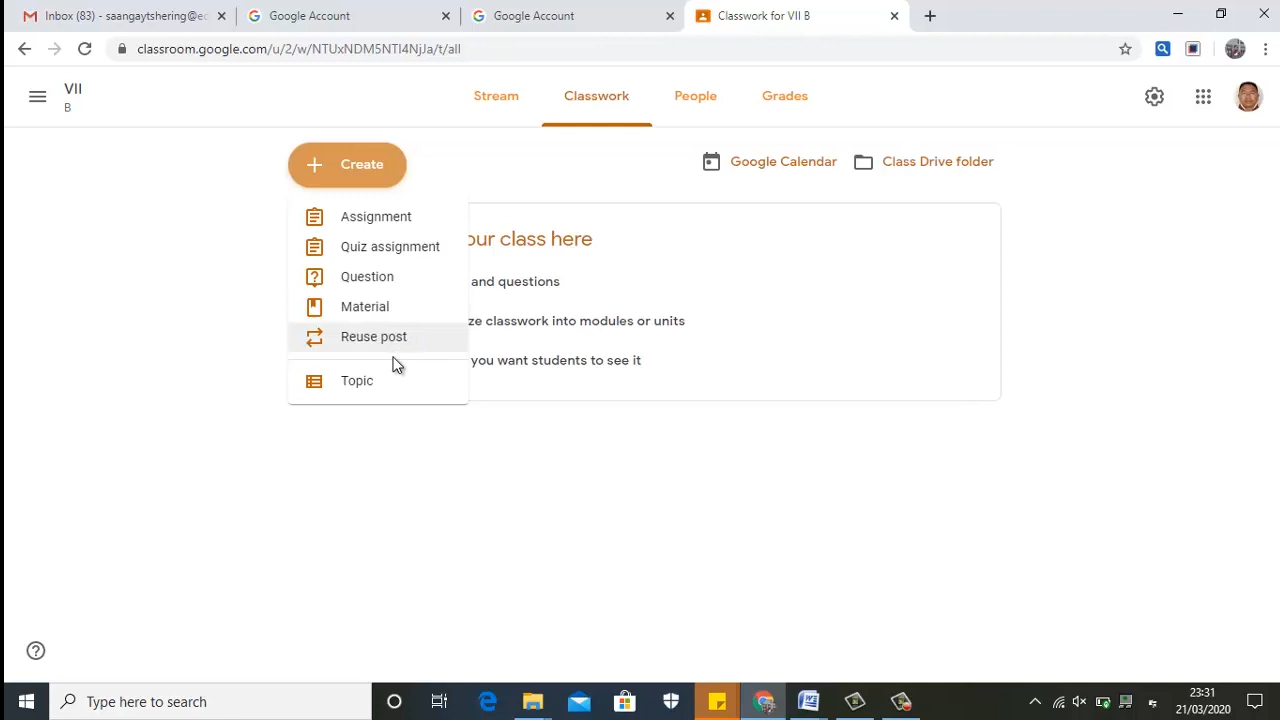 Inbox (83) - saangaytshering@ed
Google Account
Google Account
Classwork for VII B
classroom.google.com/u/2/w/NTUxNDM5NTI4NjJa/t/all
VII
B
Stream
Classwork
People
Grades
Create
Google Calendar
Class Drive folder
Assignment
Quiz assignment
Question
Material
Reuse post
Topic
our class here
and questions
ze classwork into modules or units
you want students to see it
Type here to search
23:31
21/03/2020